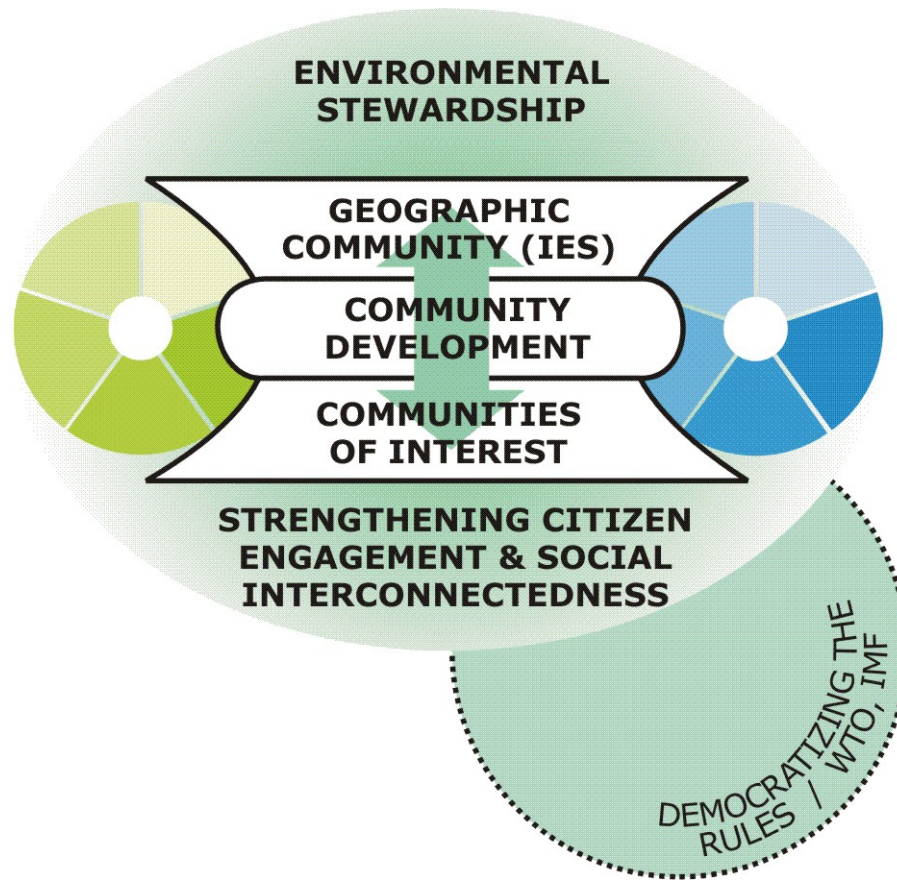 ENVIRONMENTAL
STEWARDSHIP
GEOGRAPHIC
COMMUNITY (IES)
COMMUNITY
DEVELOPMENT
COMMUNITIES
OF INTEREST
STRENGTHENING CITIZEN
ENGAGEMENT & SOCIAL
INTERCONNECTEDNESS
DEMOCRATIZING THE
RULES / WTO, IMF